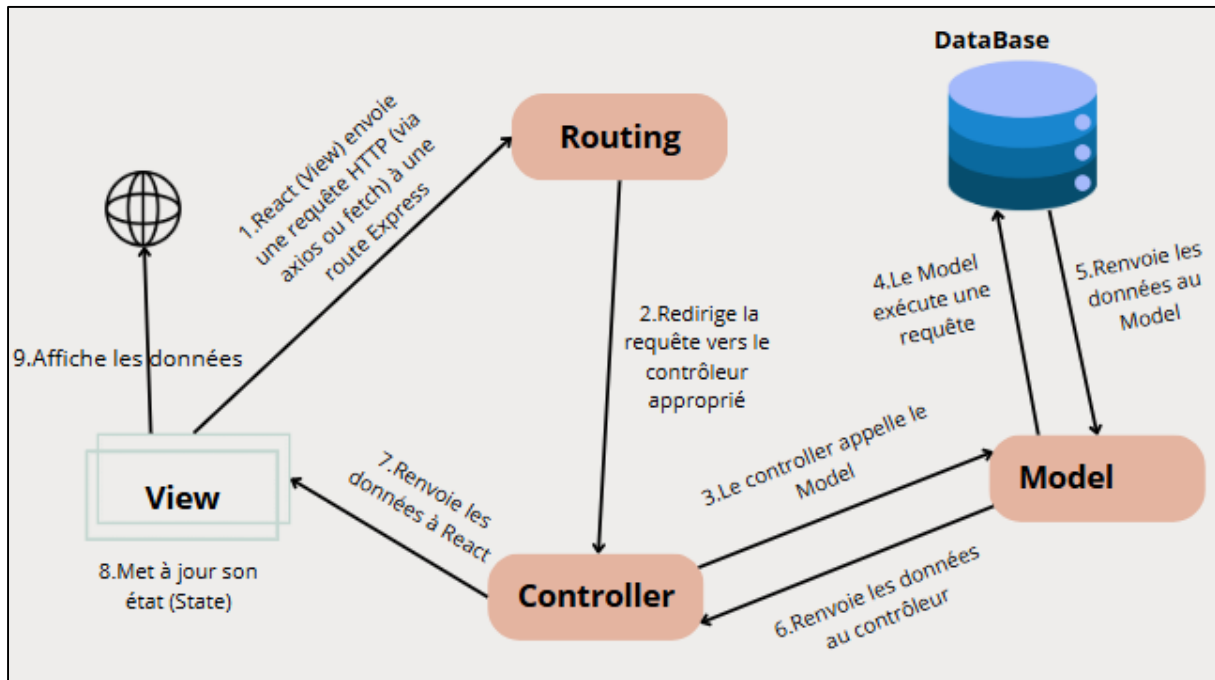 DataBase
Routing
1.React (View) envoie
une requête HTTP (via
axios ou fetch) à une
route Express
4.Le Model
exécute une
requête
5.Renvoie les
données au
Model
2.Redirige la
requête vers le
contrôleur
approprié
9.Affiche les données
View
8.Met à jour son
état (State)
7.Renvoie les
données à React
3.Le controller appelle le
Model
Model
Controller
6.Renvoie les données
au contrôleur